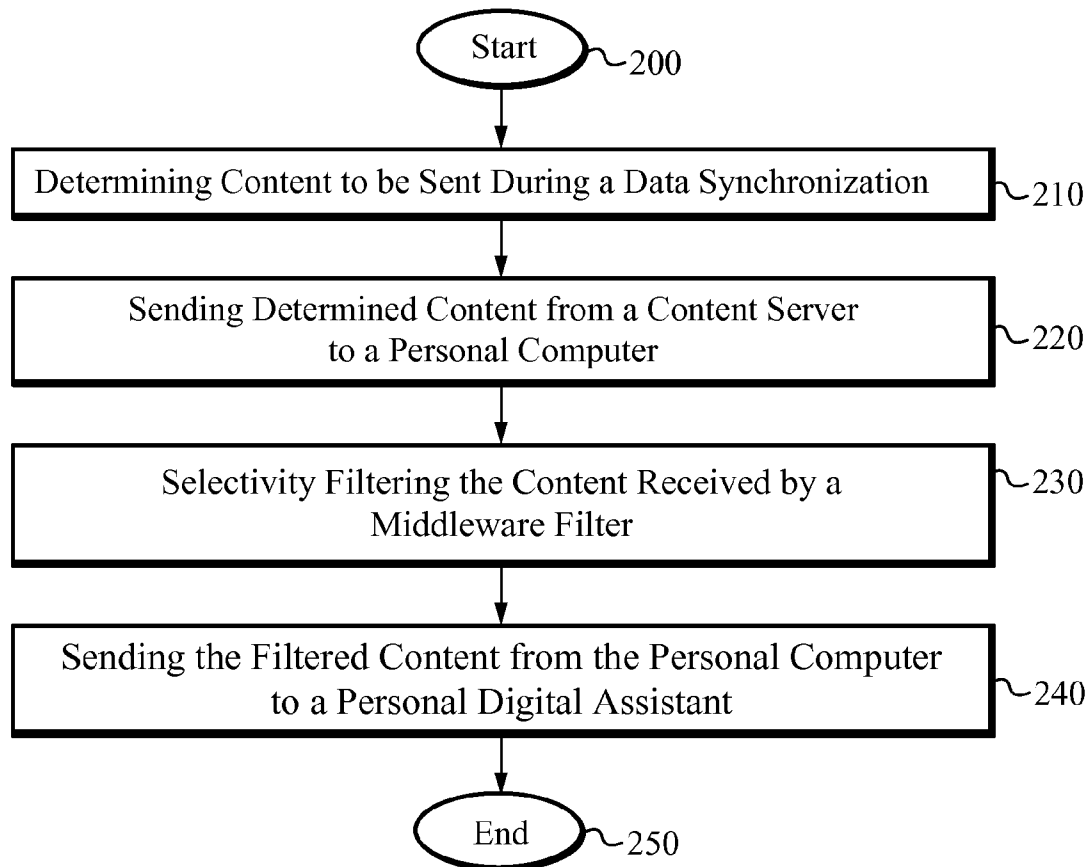 Start
200
Determining Content to be Sent During a Data Synchronization
210
Sending Determined Content from a Content Server
to a Personal Computer
220
Selectivity Filtering the Content Received by a
Middleware Filter
230
Sending the Filtered Content from the Personal Computer
to a Personal Digital Assistant
240
End
250